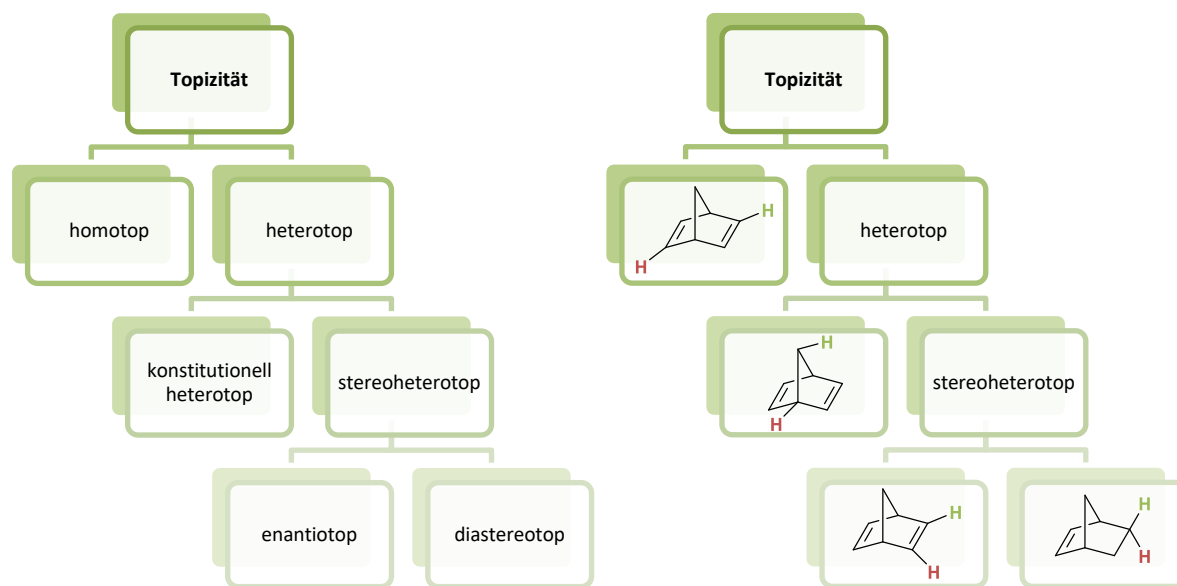 Topizität
homotop
heterotop
konstitutionell
heterotop
stereoheterotop
enantiotop
diastereotop
Topizität
H
H
heterotop
H
H
stereoheterotop
H
H
H
H